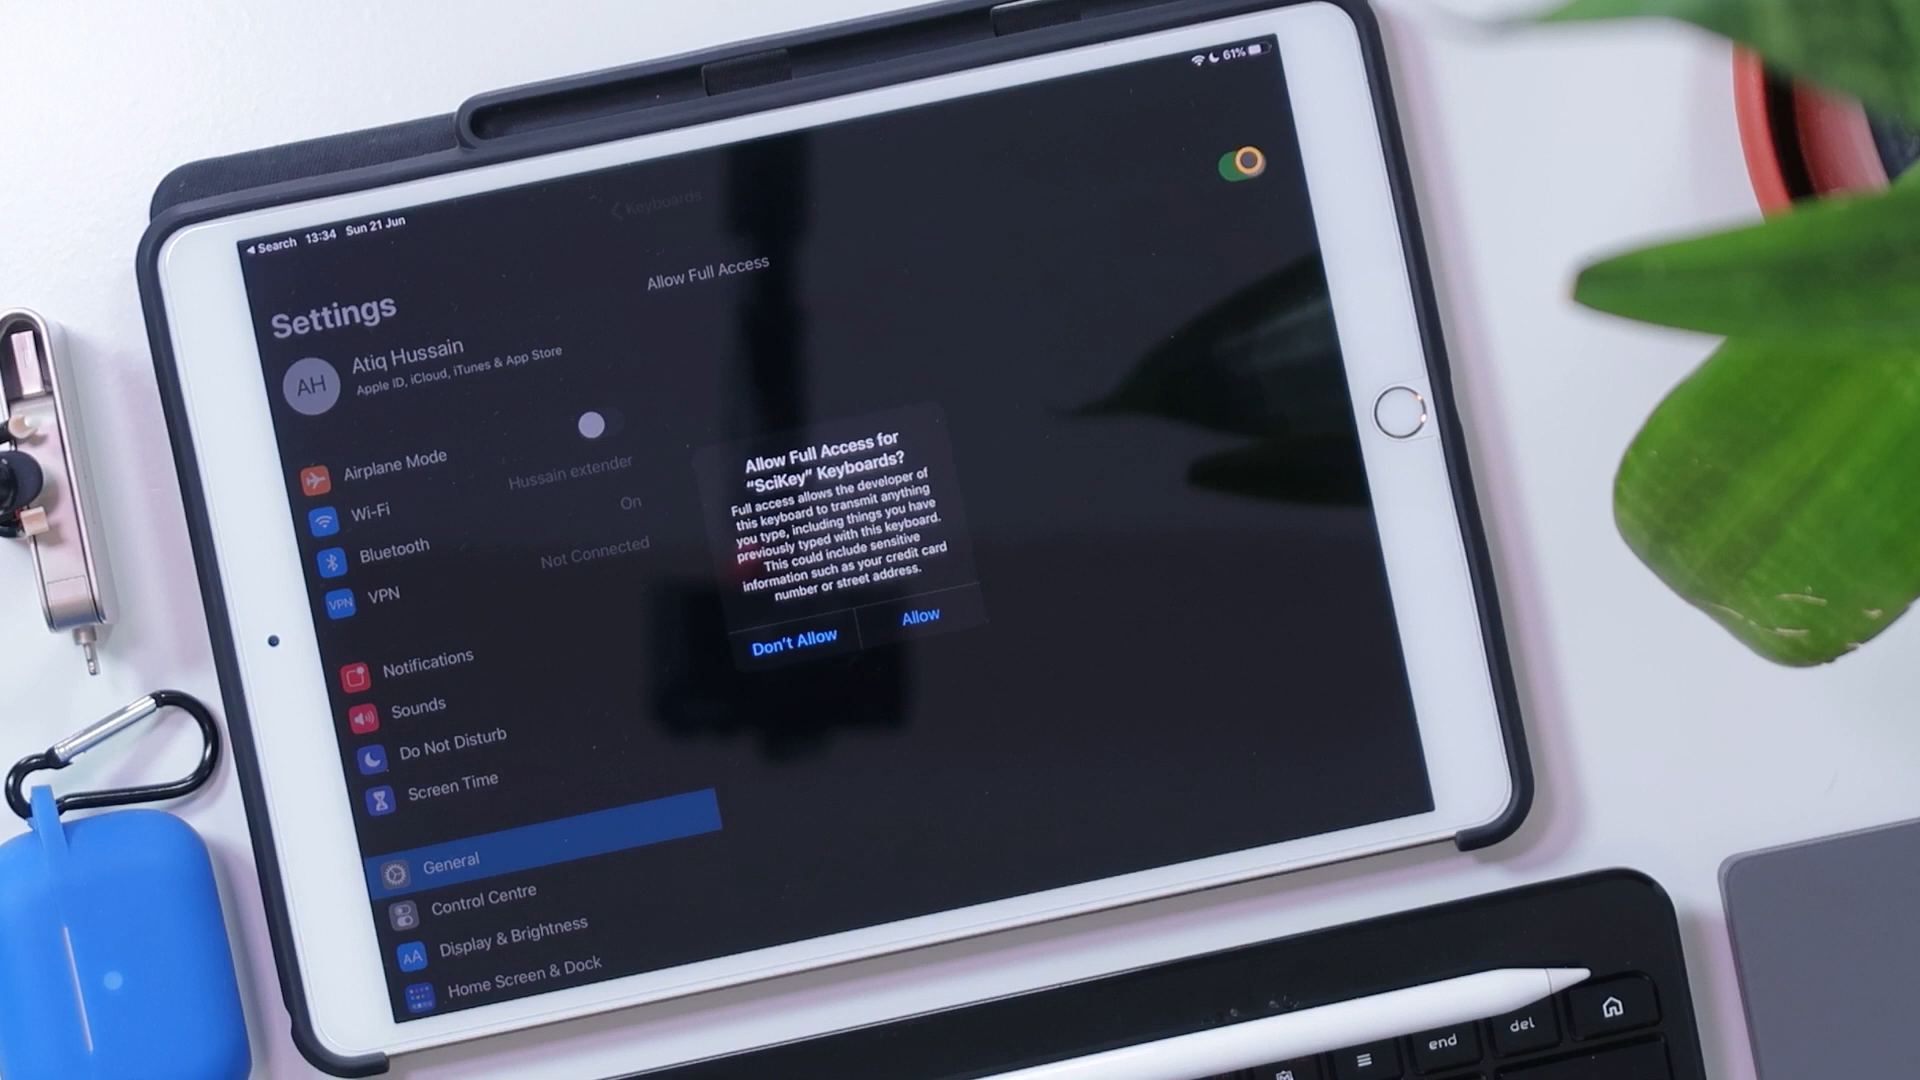 ◀ Search 13:34 Sun 21 Jun
61%
Settings
AH
Atiq Hussain
Apple ID, iCloud, iTunes & App Store
Airplane Mode
Wi-Fi
Hussain extender
Bluetooth
On
VPN
VPN
Not Connected
Notifications
Sounds
Do Not Disturb
Screen Time
General
Control Centre
AA
Display & Brightness
Home Screen & Dock
Keyboards
Allow Full Access
Allow Full Access for
“SciKey” Keyboards?
Full access allows the developer of
this keyboard to transmit anything
you type, including things you have
previously typed with this keyboard.
This could include sensitive
information such as your credit card
number or street address.
Don't Allow
Allow
end
del